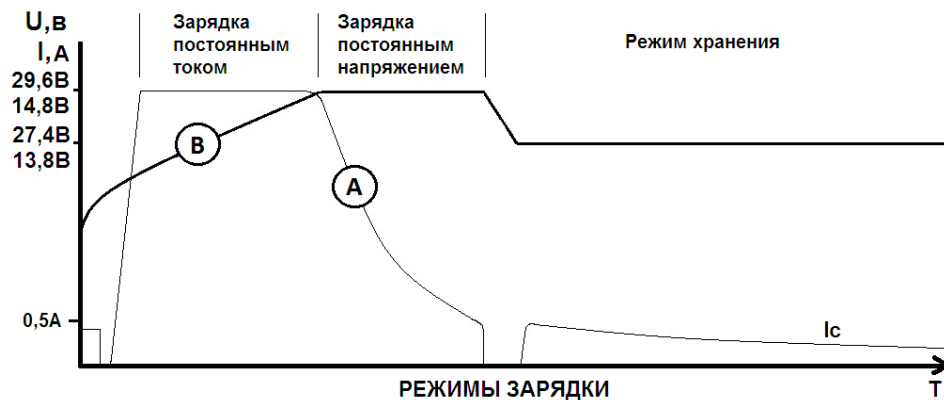 U,в
I,А
29,6В
14,8В
27,4В
13,8В
0,5А
Зарядка
постоянным
током
Зарядка
постоянным
напряжением
Режим хранения
В
А
Iс
РЕЖИМЫ ЗАРЯДКИ
Т